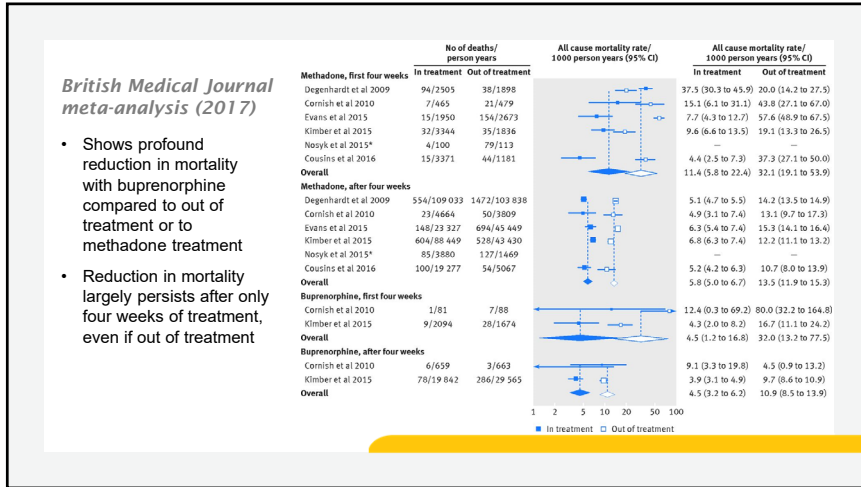 British Medical Journal
meta-analysis (2017)
• Shows profound
reduction in mortality
with buprenorphine
compared to out of
treatment or to
methadone treatment
• Reduction in mortality
largely persists after only
four weeks of treatment,
even if out of treatment
No of deaths/
person years
All cause mortality rate/
1000 person years (95% CI)
All cause mortality rate/
1000 person years (95% CI)
Methadone, first four weeks In treatment Out of treatment In treatment Out of treatment
Degenhardt et al 2009 94/2505 38/1898 37.5 (30.3 to 45.9) 20.0 (14.2 to 27.5)
Cornish et al 2010 7/465 21/479 15.1 (6.1 to 31.1) 43.8 (27.1 to 67.0)
Evans et al 2015 15/1950 154/2673 7.7 (4.3 to 12.7) 57.6 (48.9 to 67.5)
Kimber et al 2015 32/3344 35/1836 9.6 (6.6 to 13.5) 19.1 (13.3 to 26.5)
Nosyk et al 2015* 4/100 79/113 — —
Cousins et al 2016 15/3371 44/1181 4.4 (2.5 to 7.3) 37.3 (27.1 to 50.0)
Overall 11.4 (5.8 to 22.4) 32.1 (19.1 to 53.9)
Methadone, after four weeks
Degenhardt et al 2009 554/109 033 1472/103 838 5.1 (4.7 to 5.5) 14.2 (13.5 to 14.9)
Cornish et al 2010 23/4664 50/3809 4.9 (3.1 to 7.4) 13.1 (9.7 to 17.3)
Evans et al 2015 148/23 327 694/45 449 6.3 (5.4 to 7.4) 15.3 (14.1 to 16.4)
Kimber et al 2015 604/88 449 528/43 430 6.8 (6.3 to 7.4) 12.2 (11.1 to 13.2)
Nosyk et al 2015* 85/3880 127/1469 — —
Cousins et al 2016 100/19 277 54/5067 5.2 (4.2 to 6.3) 10.7 (8.0 to 13.9)
Overall 5.8 (5.0 to 6.7) 13.5 (11.9 to 15.3)
Buprenorphine, first four weeks
Cornish et al 2010 1/81 7/88 12.4 (0.3 to 69.2) 80.0 (32.2 to 164.8)
Kimber et al 2015 9/2094 28/1674 4.3 (2.0 to 8.2) 16.7 (11.1 to 24.2)
Overall 4.5 (1.2 to 16.8) 32.0 (13.2 to 77.5)
Buprenorphine, after four weeks
Cornish et al 2010 6/659 3/663 9.1 (3.3 to 19.8) 4.5 (0.9 to 13.2)
Kimber et al 2015 78/19 842 286/29 565 3.9 (3.1 to 4.9) 9.7 (8.6 to 10.9)
Overall 4.5 (3.2 to 6.2) 10.9 (8.5 to 13.9)
1 2 5 10 20 50 100
In treatment Out of treatment